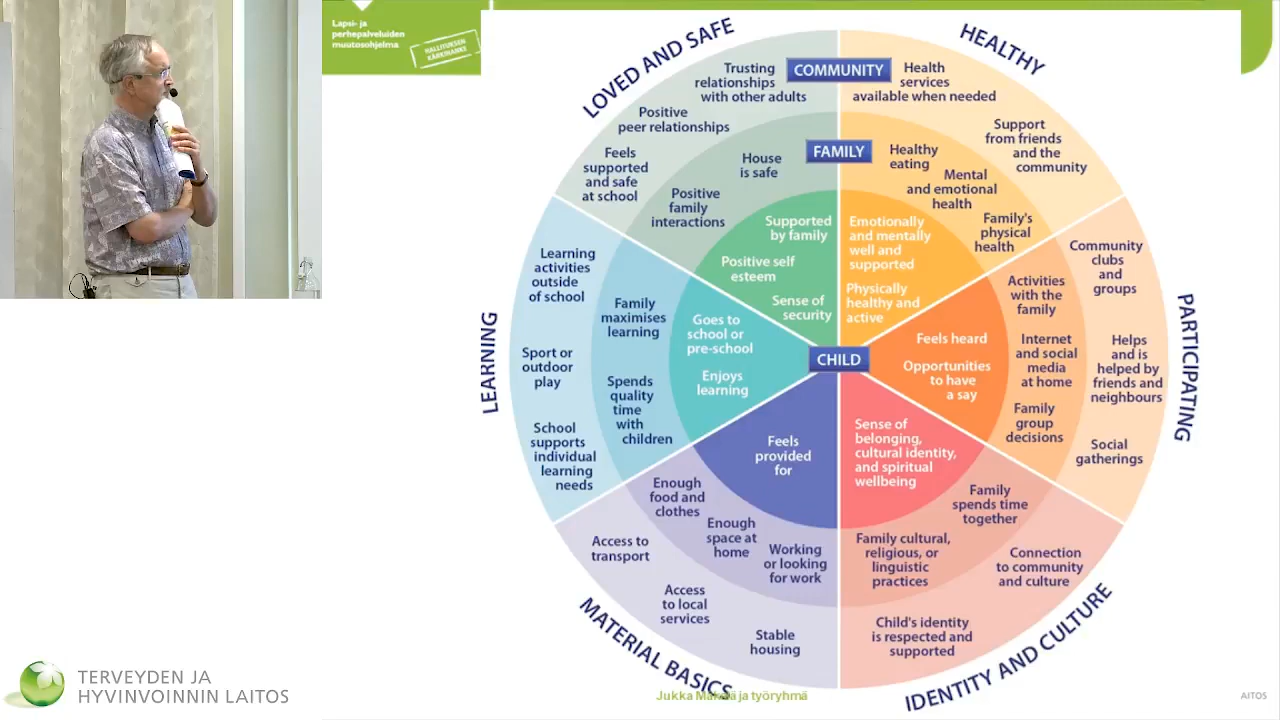 Lapsi- ja
perhepalveluiden
muutosohjelma
HALLITUKSEN
KÄRKIHANKE
LOVED AND SAFE
HEALTHY
PARTICIPATING
IDENTITY AND CULTURE
MATERIAL BASICS
LEARNING
COMMUNITY
FAMILY
CHILD
Trusting
relationships
with other adults
Positive
peer relationships
Feels
supported
and safe
at school
House
is safe
Positive
family
interactions
Supported
by family
Positive self
esteem
Sense of
security
Health
services
available when needed
Support
from friends
and the
community
Healthy
eating
Mental
and emotional
health
Family's
physical
health
Emotionally
and mentally
well and
supported
Physically
healthy and
active
Community
clubs
and
groups
Helps
and is
helped by
friends and
neighbours
Social
gatherings
Activities
with the
family
Internet
and social
media
at home
Family
group
decisions
Feels heard
Opportunities
to have
a say
Sense of
belonging,
cultural identity,
and spiritual
wellbeing
Family
spends time
together
Family cultural,
religious, or
linguistic
practices
Connection
to community
and culture
Child's identity
is respected and
supported
Feels
provided
for
Enough
food and
clothes
Enough
space at
home
Working
or looking
for work
Access to
transport
Access
to local
services
Stable
housing
Goes to
school or
pre-school
Enjoys
learning
Family
maximises
learning
Spends
quality
time
with
children
Learning
activities
outside
of school
Sport or
outdoor
play
School
supports
individual
learning
needs
Jukka ja työryhmä
AITOS
TERVEYDEN JA
HYVINVOINNIN LAITOS